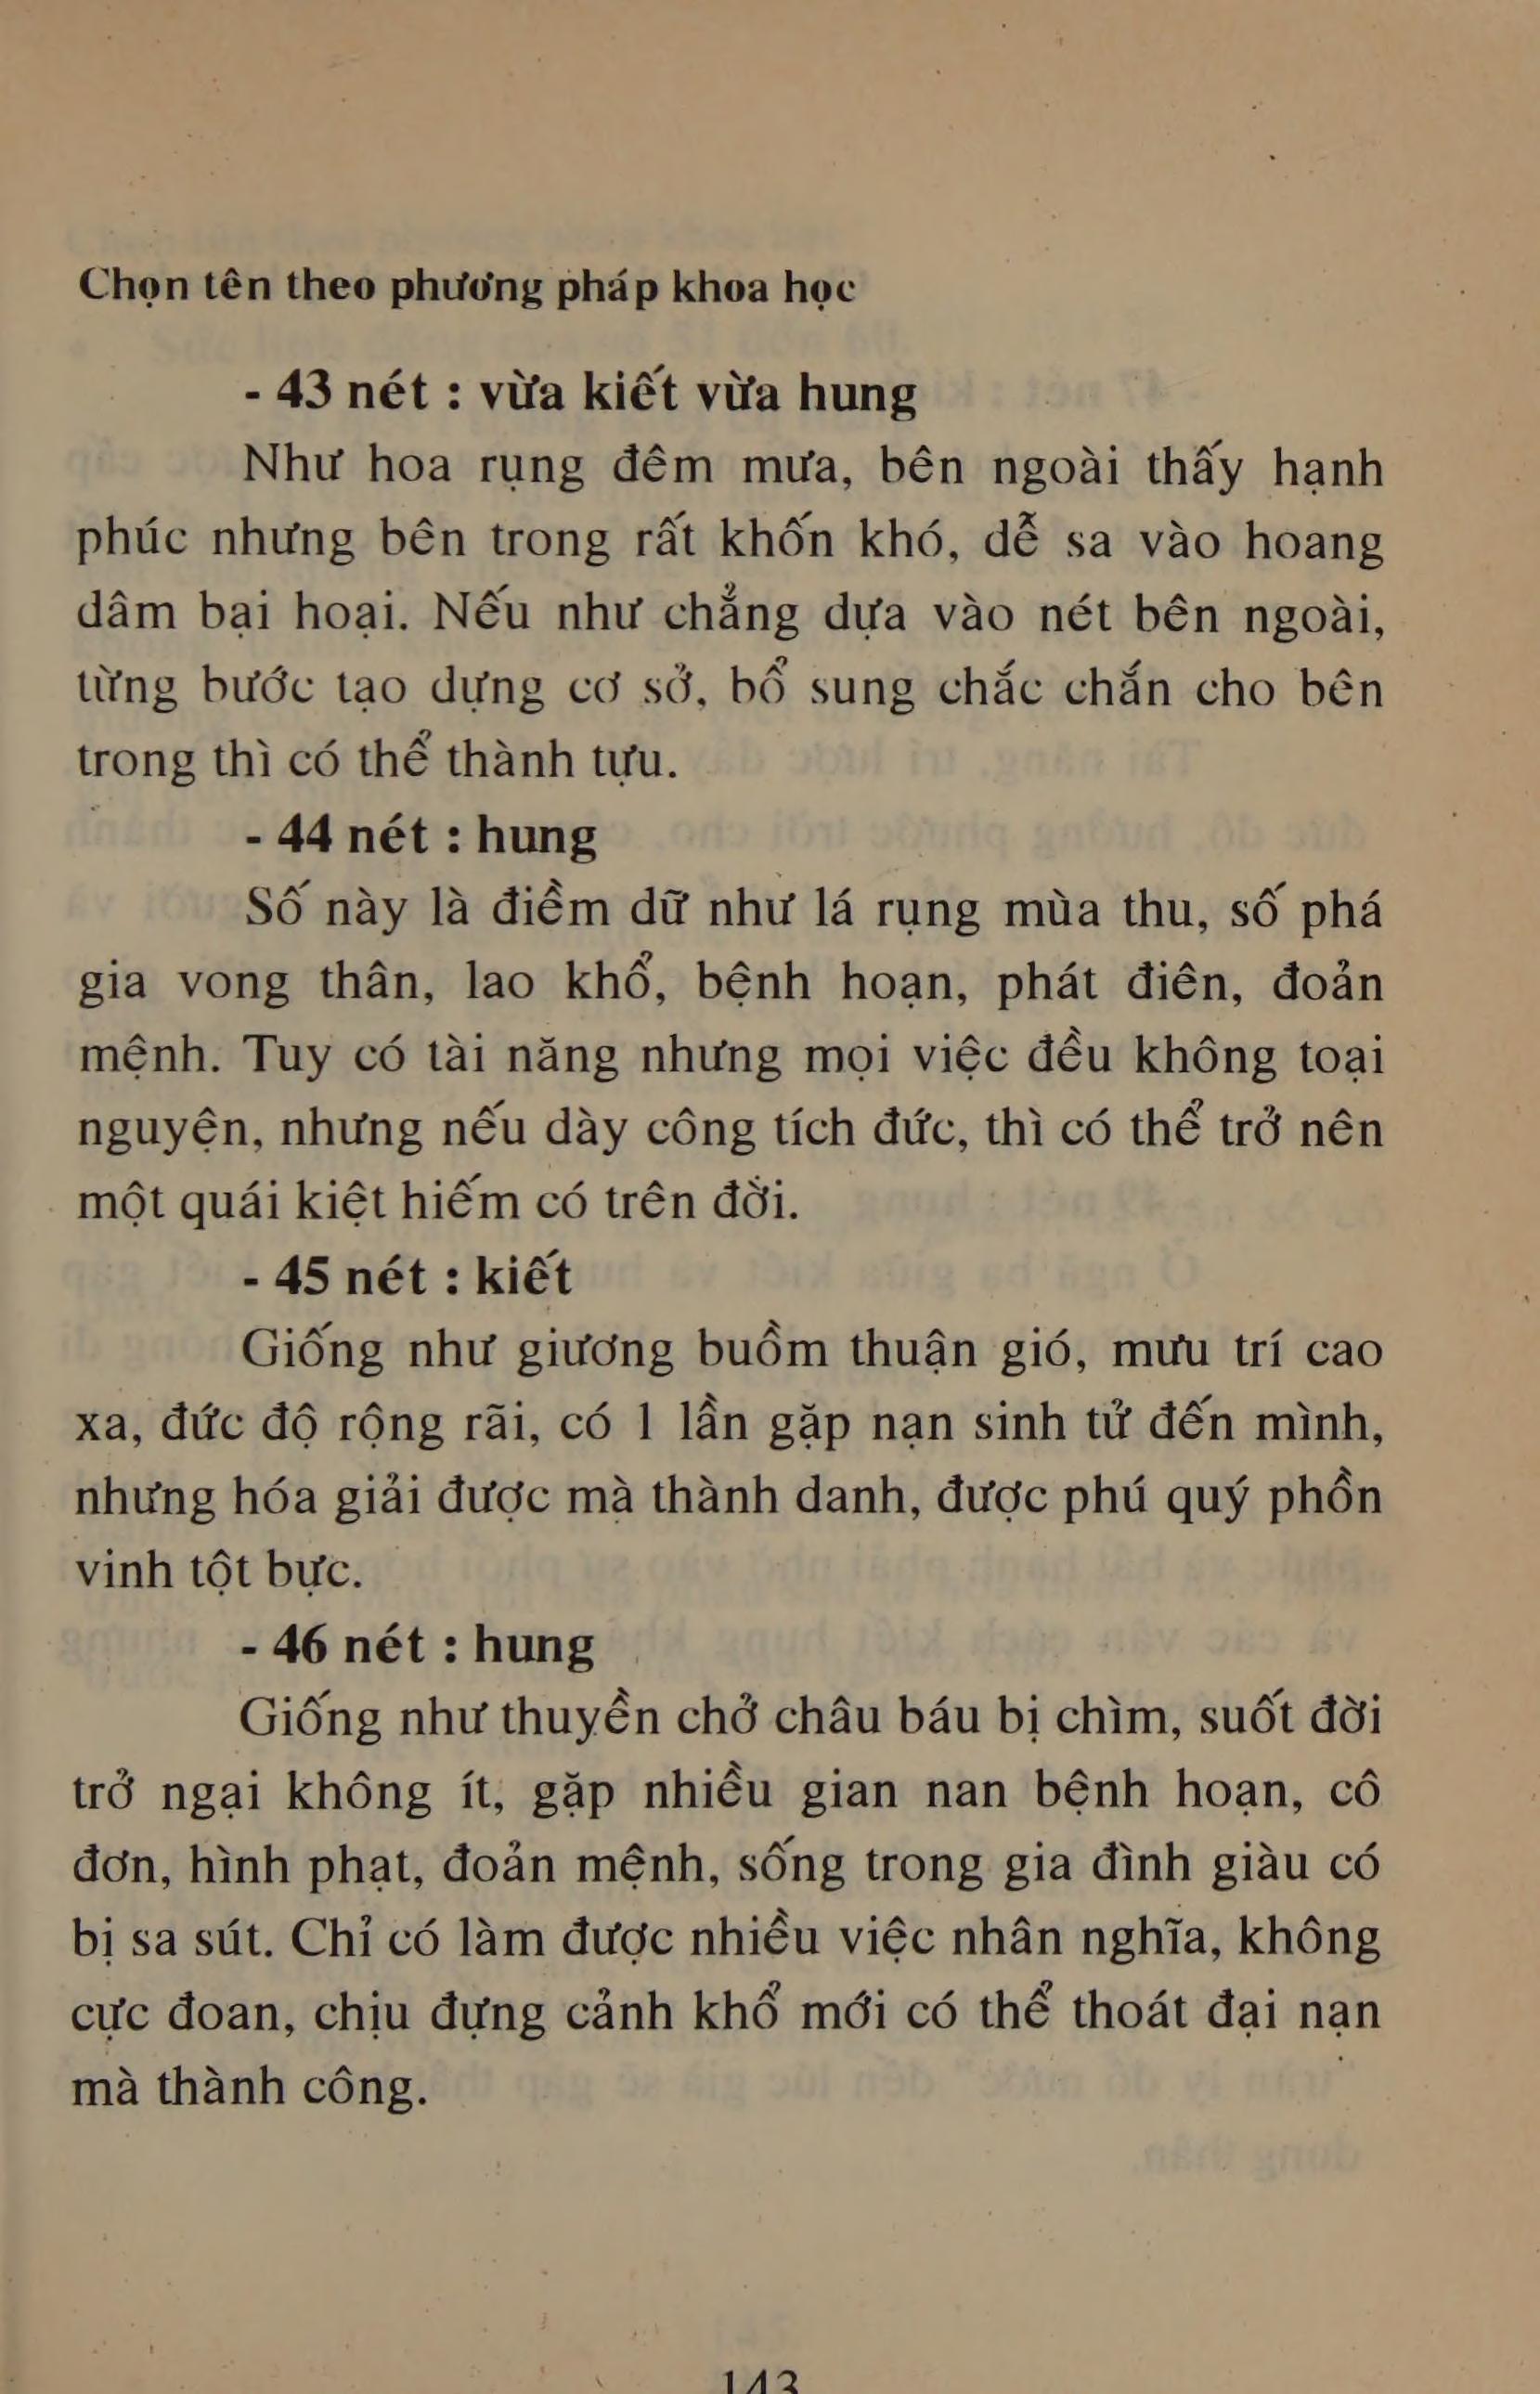 Chọn tên theo phương pháp khoa học
- 43 nét : vừa kiết vừa hung
Như hoa rụng đêm mưa, bên ngoài thấy hạnh
phúc nhưng bên trong rất khốn khó, dễ sa vào hoang
dâm bại hoại. Nếu như chẳng dựa vào nét bên ngoài,
từng bước tạo dựng cơ sở, bổ sung chắc chắn cho bên
trong thì có thể thành tựu.
- 44 nét : hung
Số này là điềm dữ như lá rụng mùa thu, số phá
gia vong thân, lao khổ, bệnh hoạn, phát điên, đoản
mệnh. Tuy có tài năng nhưng mọi việc đều không toại
nguyện, nhưng nếu dày công tích đức, thì có thể trở nên
một quái kiệt hiếm có trên đời.
- 45 nét : kiết
Giống như giương buồm thuận gió, mưu trí cao
xa, đức độ rộng rãi, có 1 lần gặp nạn sinh tử đến mình,
nhưng hóa giải được mà thành danh, được phú quý phồn
vinh tột bực.
- 46 nét : hung
Giống như thuyền chở châu báu bị chìm, suốt đời
trở ngại không ít, gặp nhiều gian nan bệnh hoạn, cô
đơn, hình phạt, đoản mệnh, sống trong gia đình giàu có
bị sa sút. Chỉ có làm được nhiều việc nhân nghĩa, không
cực đoan, chịu đựng cảnh khổ mới có thể thoát đại nạn
mà thành công.
143